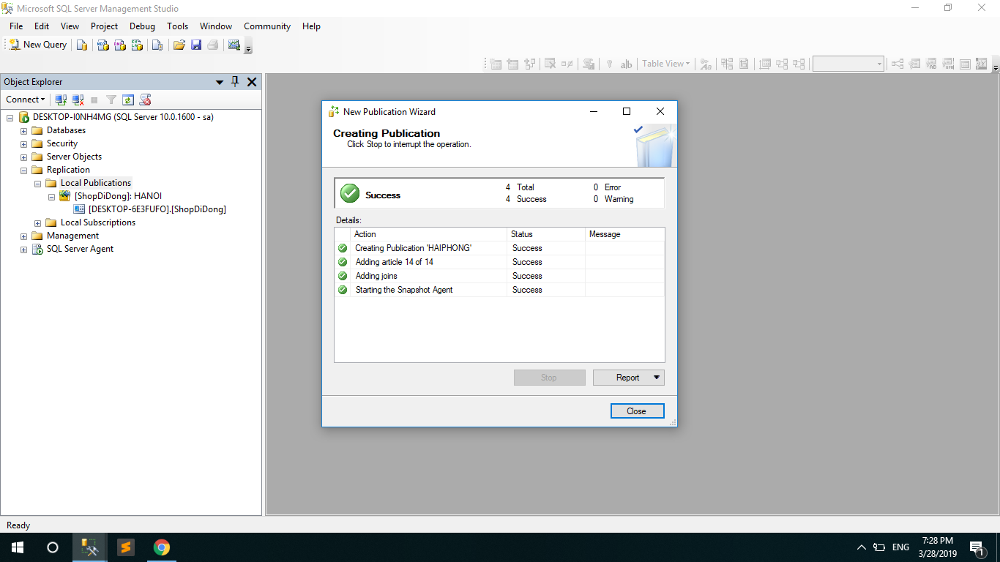 Microsoft SQL Server Management Studio
File Edit View Project Debug Tools Window Community Help
New Query
Table View
Object Explorer
Connect
DESKTOP-I0NH4MG (SQL Server 10.0.1600 - sa)
Databases
Security
Server Objects
Replication
Local Publications
[ShopDiDong]: HANOI
[DESKTOP-6E3FUFO].[ShopDiDong]
Local Subscriptions
Management
SQL Server Agent
New Publication Wizard
Creating Publication
Click Stop to interrupt the operation.
Success
4 Total 0 Error
4 Success 0 Warning
Details:
Action Status Message
Creating Publication 'HAIPHONG' Success
Adding article 14 of 14 Success
Adding joins Success
Starting the Snapshot Agent Success
Stop Report
Close
Ready
ENG
7:28 PM
3/28/2019
1